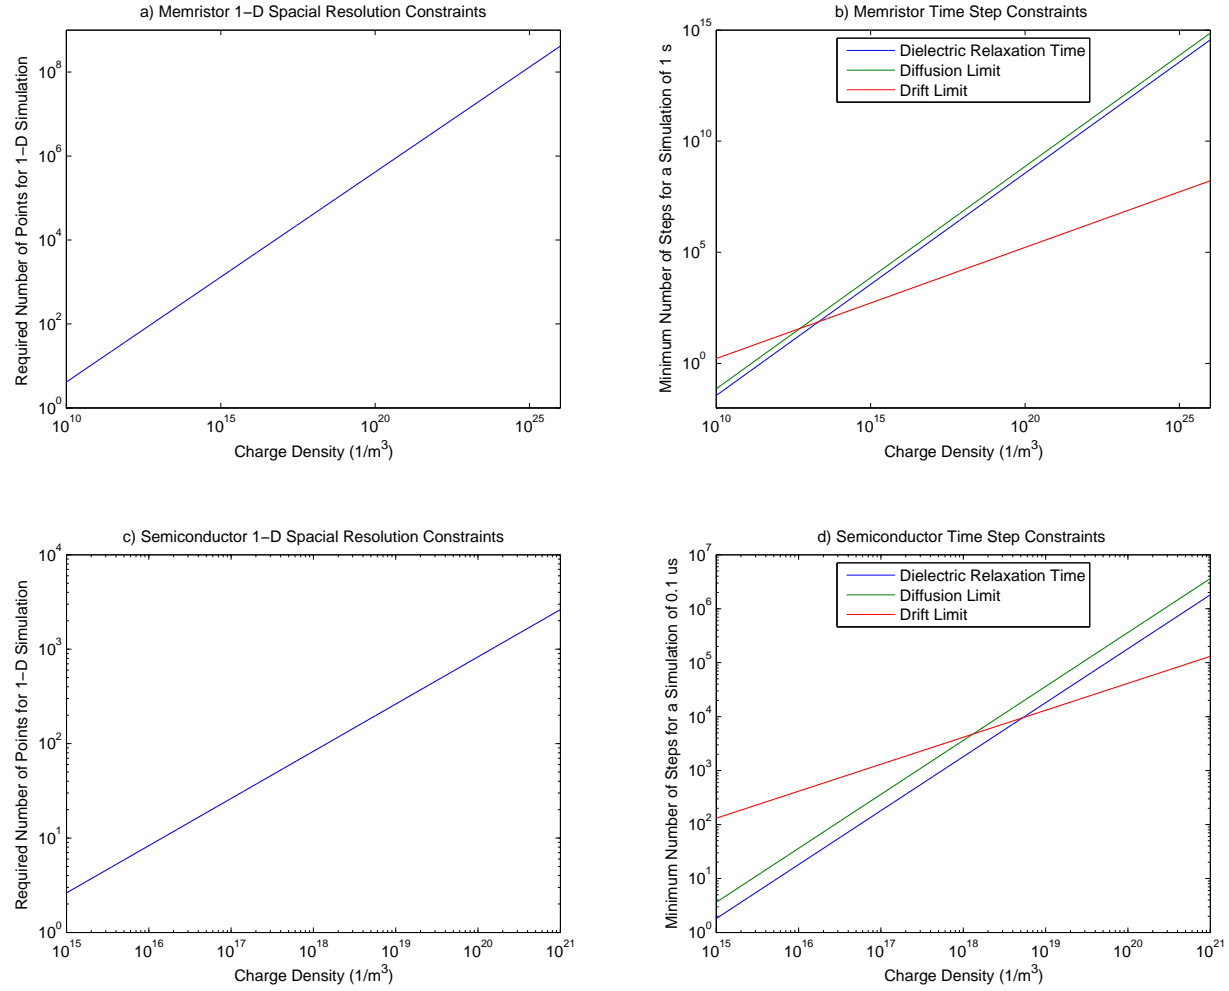 a) Memristor 1−D Spacial Resolution Constraints
Required Number of Points for 1−D Simulation
10^8
10^6
10^4
10^2
10^0
10^10
10^15
10^20
10^25
Charge Density (1/m^3)
b) Memristor Time Step Constraints
Minimum Number of Steps for a Simulation of 1 s
10^15
10^10
10^5
10^0
Dielectric Relaxation Time
Diffusion Limit
Drift Limit
10^10
10^15
10^20
10^25
Charge Density (1/m^3)
c) Semiconductor 1−D Spacial Resolution Constraints
Required Number of Points for 1−D Simulation
10^4
10^3
10^2
10^1
10^0
10^15
10^16
10^17
10^18
10^19
10^20
10^21
Charge Density (1/m^3)
d) Semiconductor Time Step Constraints
Minimum Number of Steps for a Simulation of 0.1 us
10^7
10^6
10^5
10^4
10^3
10^2
10^1
10^0
Dielectric Relaxation Time
Diffusion Limit
Drift Limit
10^15
10^16
10^17
10^18
10^19
10^20
10^21
Charge Density (1/m^3)